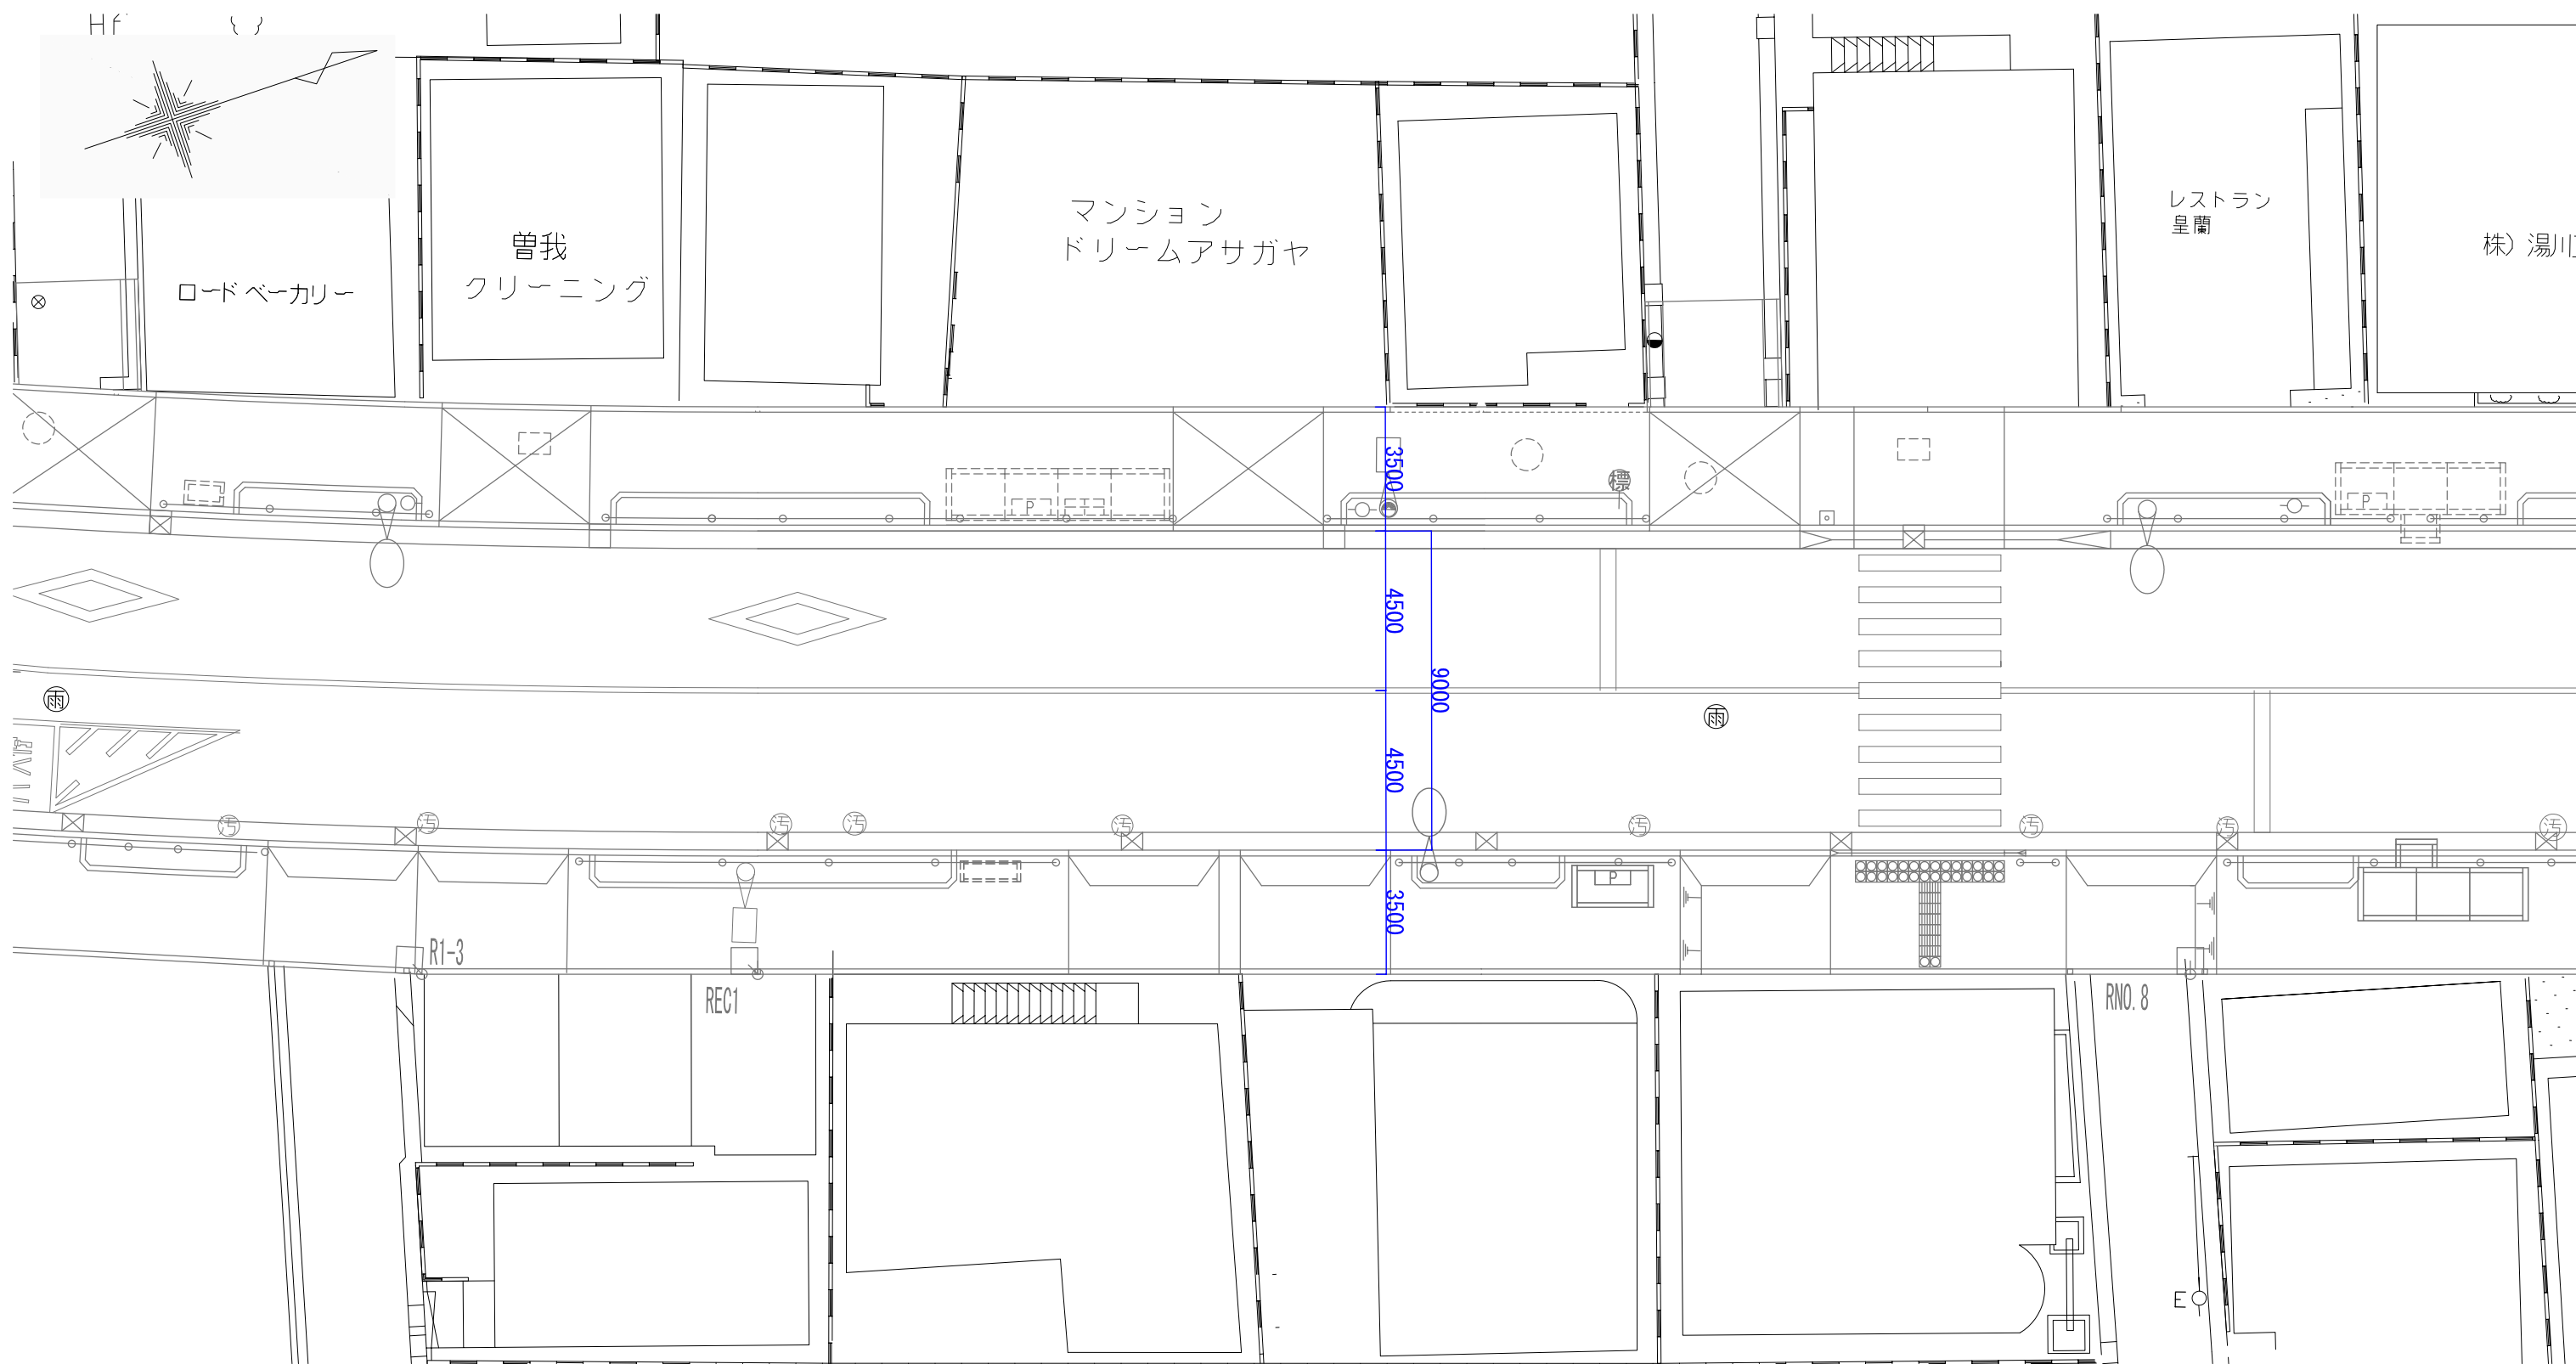 Hf
マンション
ドリームアサガヤ
曽我
クリーニング
ロードベーカリー
レストラン
皇蘭
株）湯川
3500
標
P
P
4500
9000
雨
雨
4500
汚
汚
汚
汚
汚
汚
汚
汚
汚
P
3500
R1-3
REC1
RNO.8
E